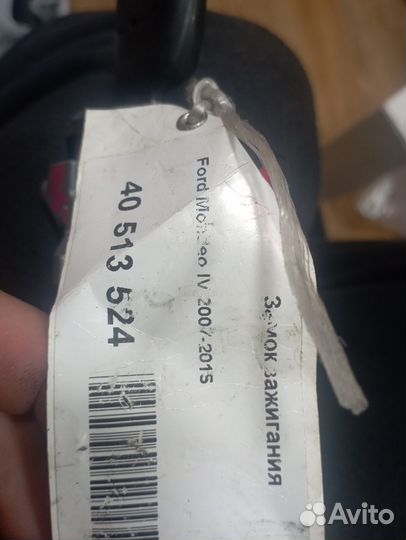 Замок зажигания
Ford Mondeo IV 2007-2015
40 513 524
Avito